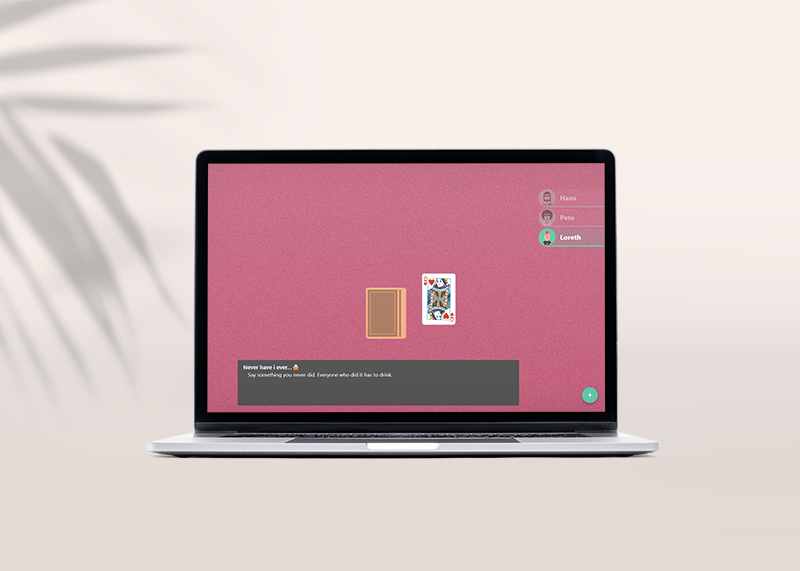 Hans
Pete
Loreth
Never have i ever...
Say something you never did. Everyone who did it has to drink.
+